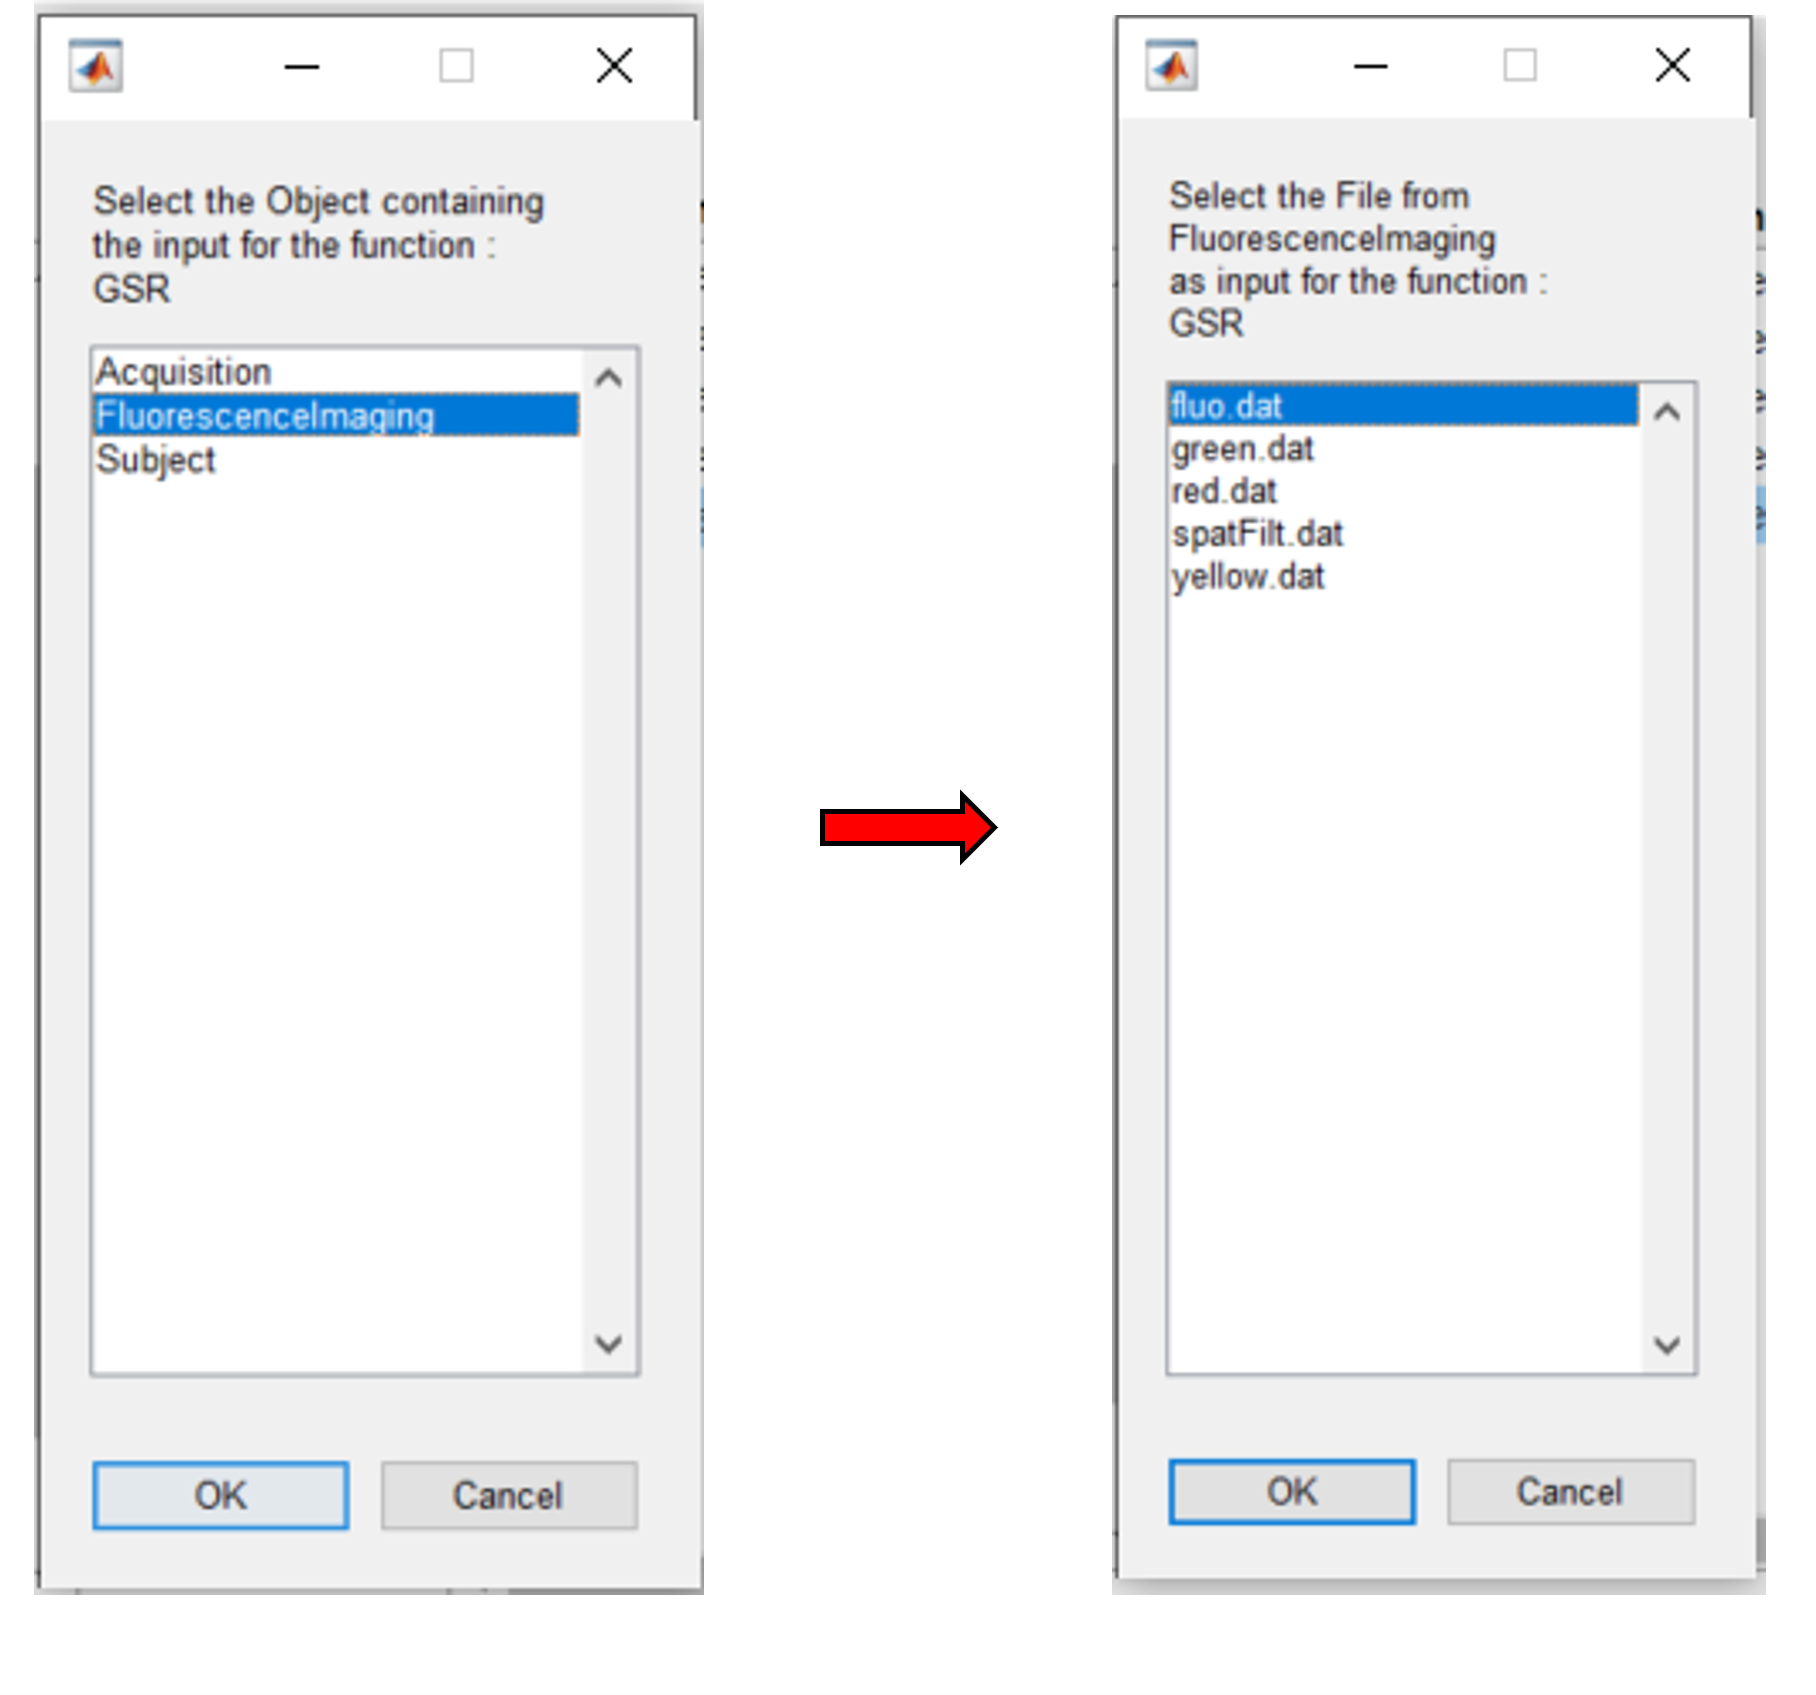 Select the Object containing
the input for the function :
GSR
Acquisition
FluorescenceImaging
Subject
OK
Cancel
Select the File from
FluorescenceImaging
as input for the function :
GSR
fluo.dat
green.dat
red.dat
spatFilt.dat
yellow.dat
OK
Cancel